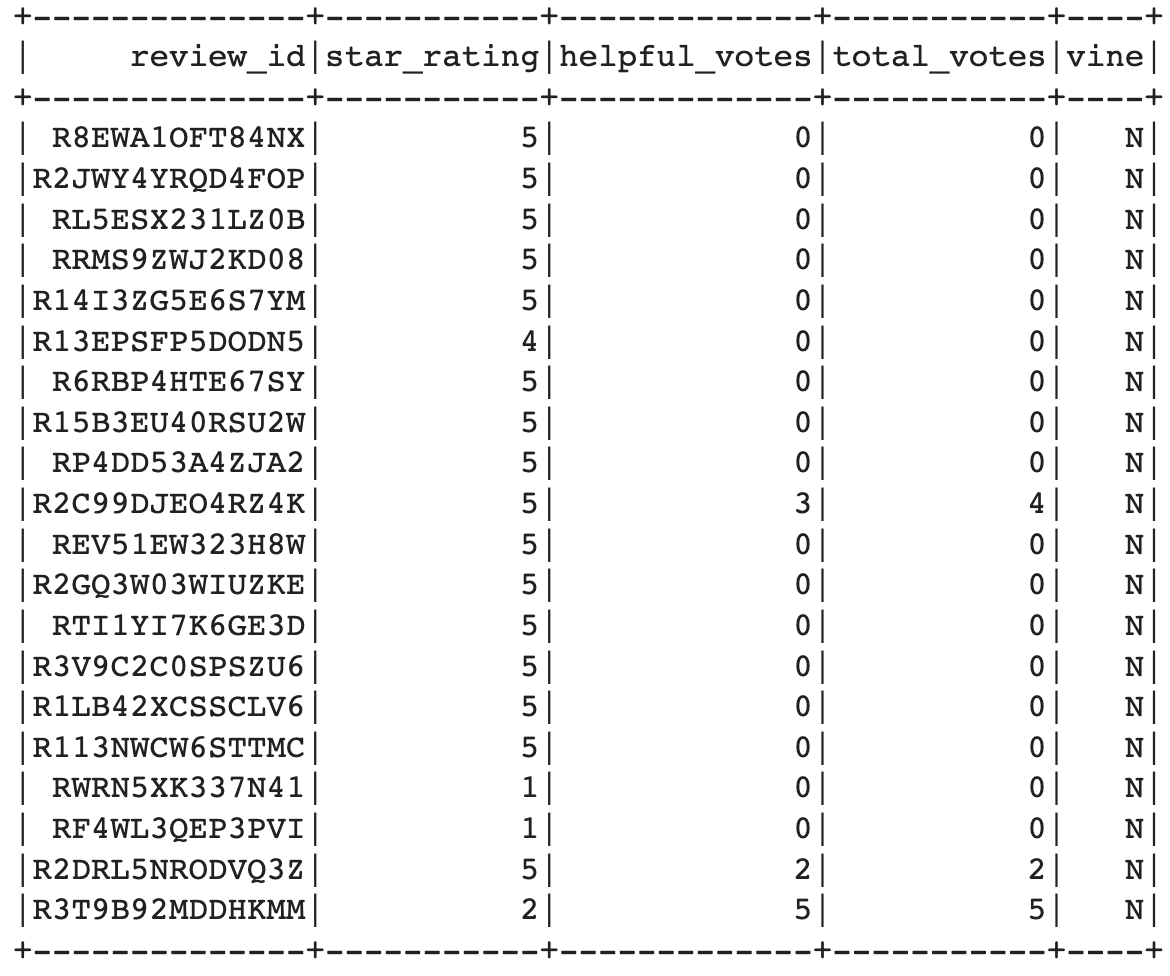 +--------------+-----------+-------------+-----------+----+
|     review_id|star_rating|helpful_votes|total_votes|vine|
+--------------+-----------+-------------+-----------+----+
| R8EWA1OFT84NX|          5|            0|          0|   N|
|R2JWY4YRQD4FOP|          5|            0|          0|   N|
| RL5ESX231LZ0B|          5|            0|          0|   N|
| RRMS9ZWJ2KD08|          5|            0|          0|   N|
|R14I3ZG5E6S7YM|          5|            0|          0|   N|
|R13EPSFP5DODN5|          4|            0|          0|   N|
| R6RBP4HTE67SY|          5|            0|          0|   N|
|R15B3EU40RSU2W|          5|            0|          0|   N|
| RP4DD53A4ZJA2|          5|            0|          0|   N|
|R2C99DJEO4RZ4K|          5|            3|          4|   N|
| REV51EW323H8W|          5|            0|          0|   N|
|R2GQ3W03WIUZKE|          5|            0|          0|   N|
| RTI1YI7K6GE3D|          5|            0|          0|   N|
|R3V9C2C0SPSZU6|          5|            0|          0|   N|
|R1LB42XCSSCLV6|          5|            0|          0|   N|
|R113NWCW6STTMC|          5|            0|          0|   N|
| RWRN5XK337N41|          1|            0|          0|   N|
| RF4WL3QEP3PVI|          1|            0|          0|   N|
|R2DRL5NRODVQ3Z|          5|            2|          2|   N|
|R3T9B92MDDHKMM|          2|            5|          5|   N|
+--------------+-----------+-------------+-----------+----+